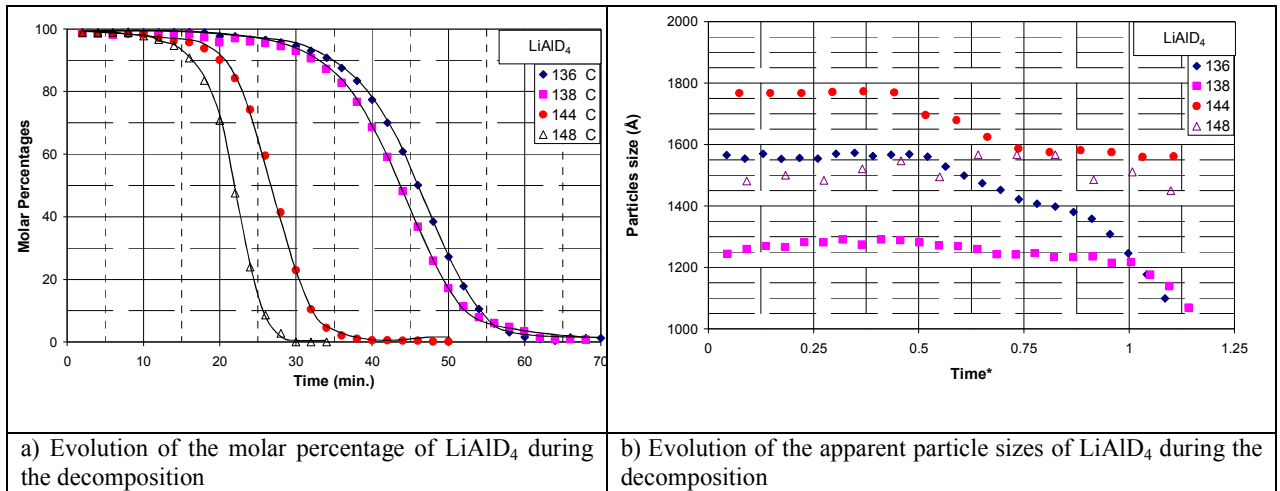 100
80
60
40
20
0
0
10
20
30
40
50
60
70
Time (min.)
Molar Percentages
LiAlD4
136 C
138 C
144 C
148 C
2000
1800
1600
1400
1200
1000
0
0.25
0.5
0.75
1
1.25
Time*
Particles size (Å)
LiAlD4
136
138
144
148
a) Evolution of the molar percentage of LiAlD4 during
the decomposition
b) Evolution of the apparent particle sizes of LiAlD4 during the
decomposition